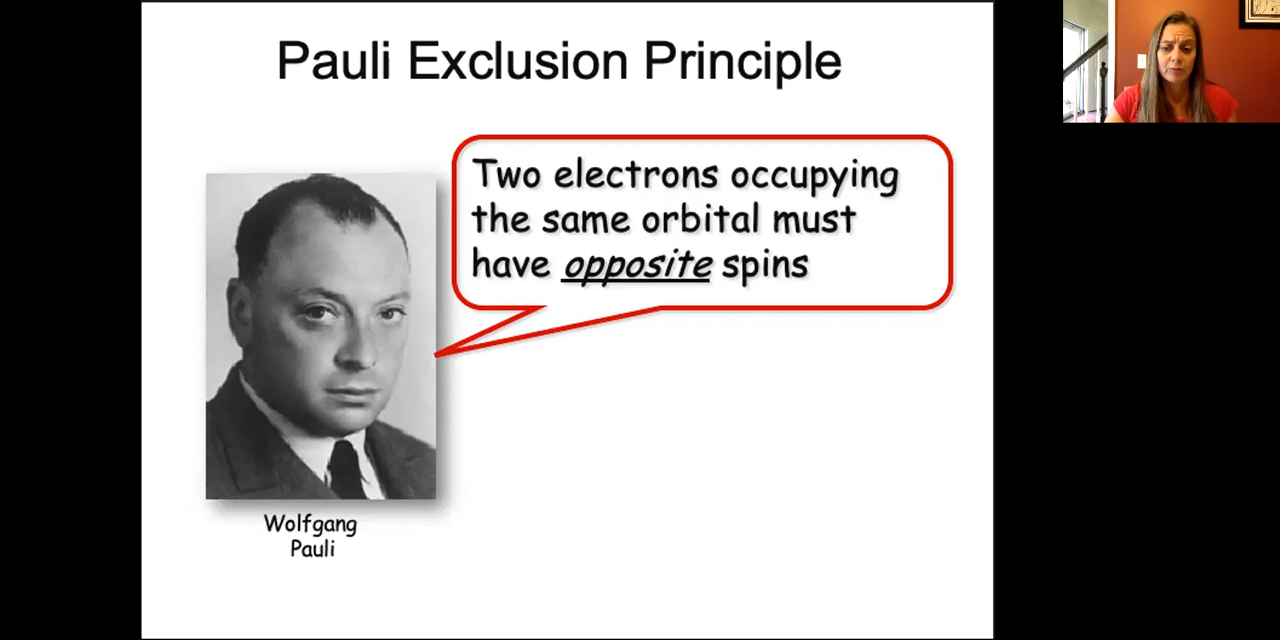 Pauli Exclusion Principle
Two electrons occupying
the same orbital must
have opposite spins
Wolfgang
Pauli